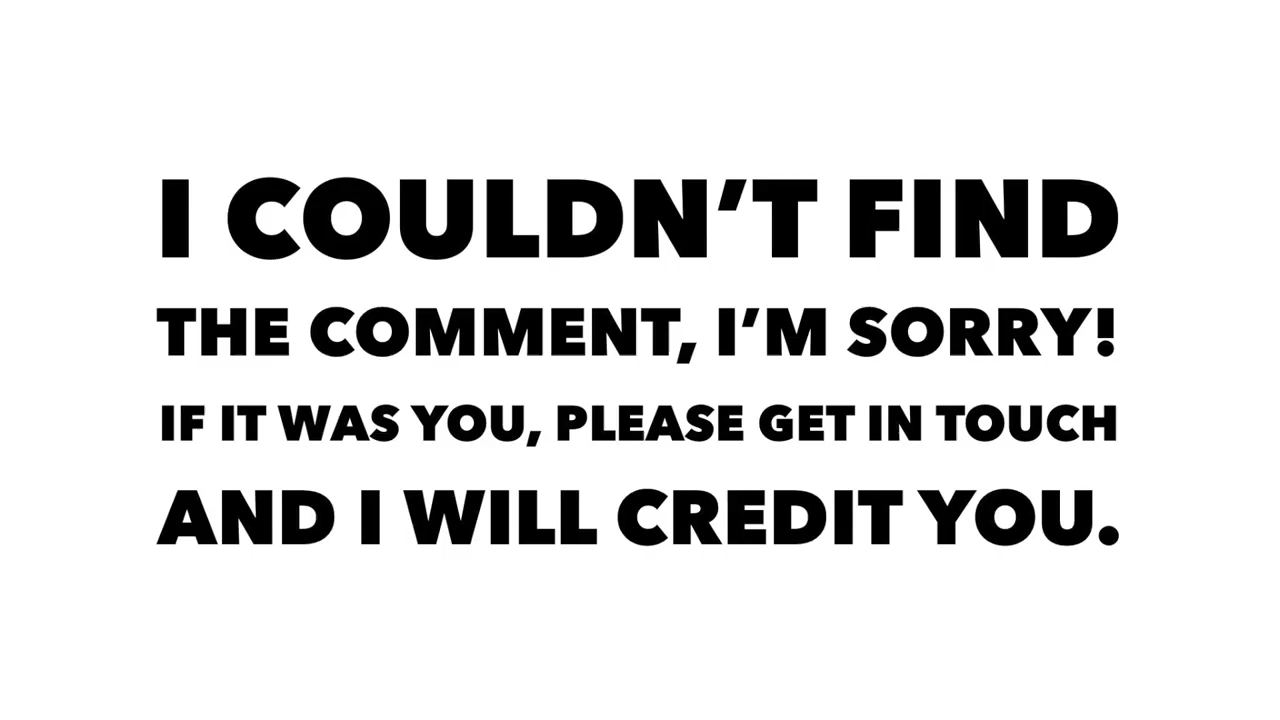 I COULDN’T FIND
THE COMMENT, I’M SORRY!
IF IT WAS YOU, PLEASE GET IN TOUCH
AND I WILL CREDIT YOU.